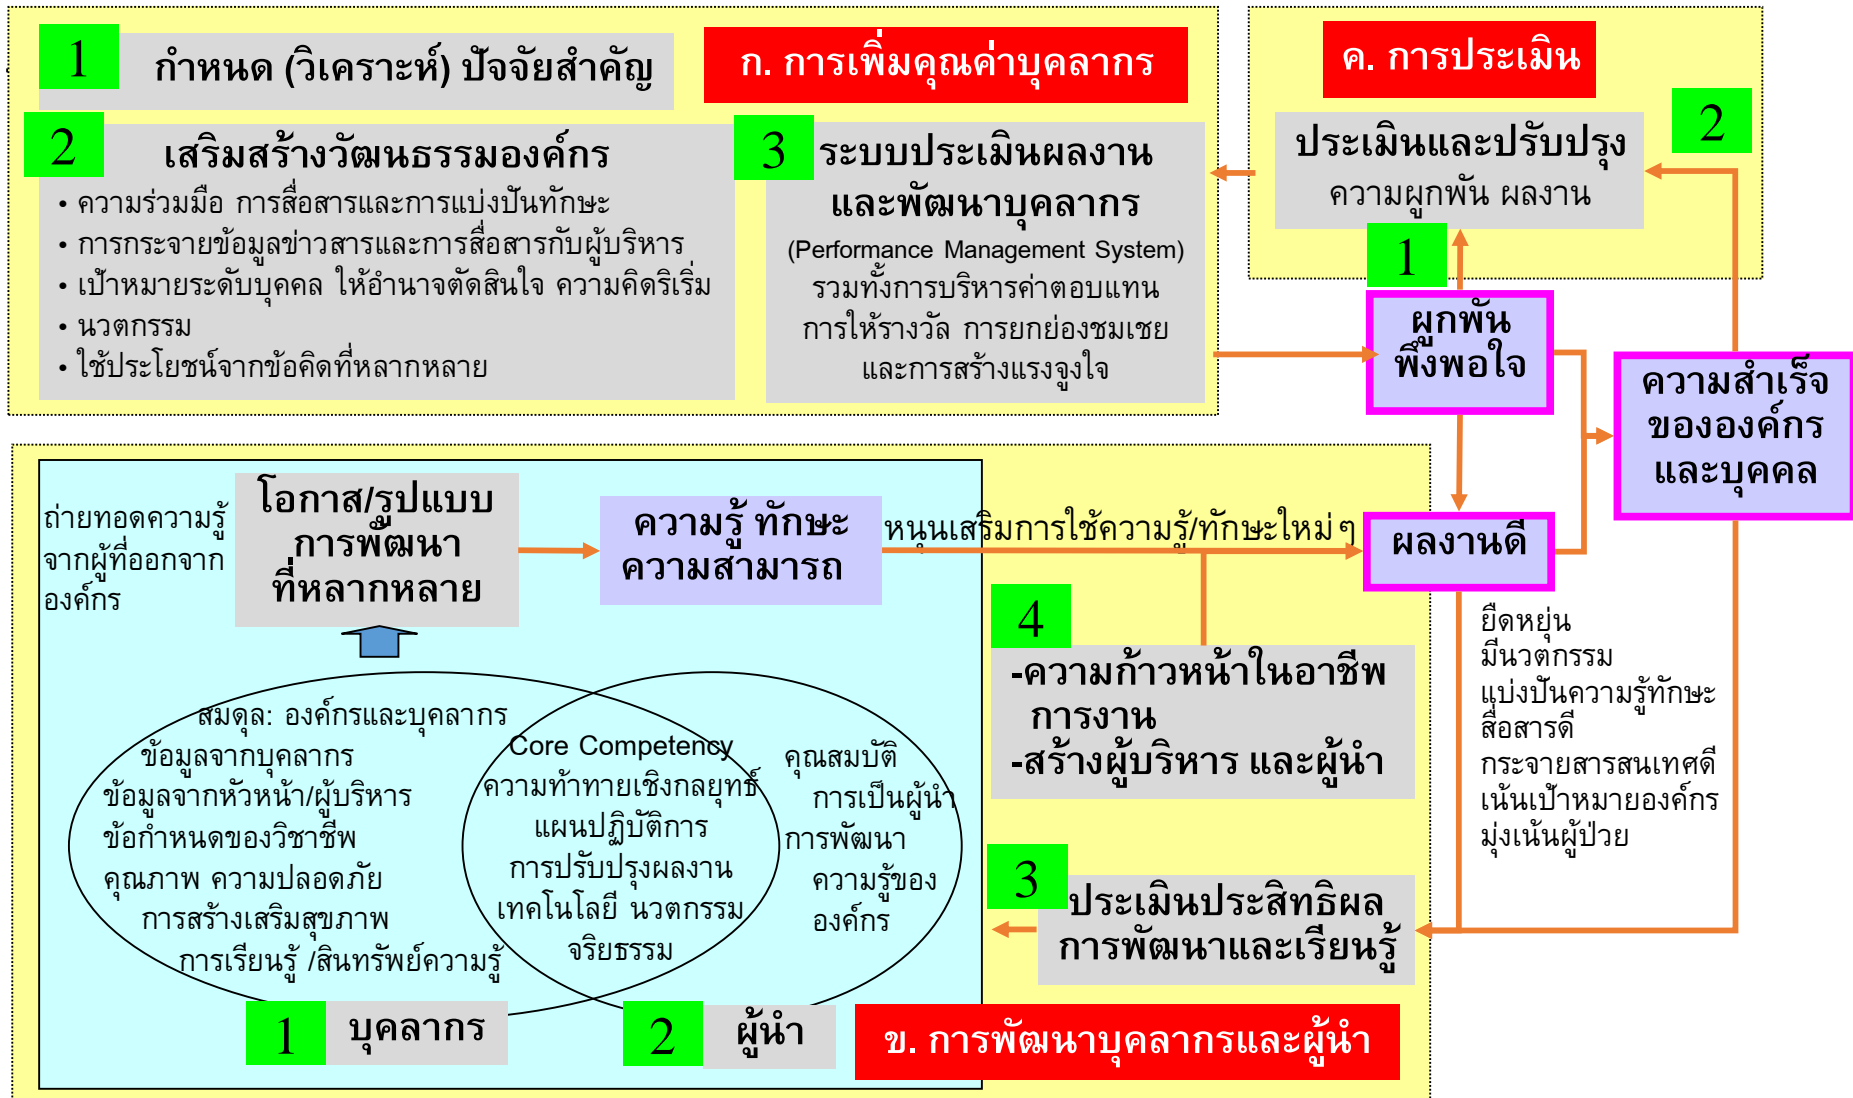 1
กำหนด (วิเคราะห์) ปัจจัยสำคัญ
ก. การเพิ่มคุณค่าบุคลากร
2
เสริมสร้างวัฒนธรรมองค์กร
• ความร่วมมือ การสื่อสารและการแบ่งปันทักษะ
• การกระจายข้อมูลข่าวสารและการสื่อสารกับผู้บริหาร
• เป้าหมายระดับบุคคล ให้อำนาจตัดสินใจ ความคิดริเริ่ม
• นวตกรรม
• ใช้ประโยชน์จากข้อคิดที่หลากหลาย
3
ระบบประเมินผลงาน
และพัฒนาบุคลากร
(Performance Management System)
รวมทั้งการบริหารค่าตอบแทน
การให้รางวัล การยกย่องชมเชย
และการสร้างแรงจูงใจ
ค. การประเมิน
2
ประเมินและปรับปรุง
ความผูกพัน ผลงาน
1
ผูกพัน
พึงพอใจ
ความสำเร็จ
ขององค์กร
และบุคคล
ถ่ายทอดความรู้
จากผู้ที่ออกจาก
องค์กร
โอกาส/รูปแบบ
การพัฒนา
ที่หลากหลาย
ความรู้ ทักษะ
ความสามารถ
หนุนเสริมการใช้ความรู้/ทักษะใหม่ๆ
ผลงานดี
4
-ความก้าวหน้าในอาชีพ
การงาน
-สร้างผู้บริหาร และผู้นำ
ยืดหยุ่น
มีนวตกรรม
แบ่งปันความรู้ทักษะ
สื่อสารดี
กระจายสารสนเทศดี
เน้นเป้าหมายองค์กร
มุ่งเน้นผู้ป่วย
สมดุล: องค์กรและบุคลากร
ข้อมูลจากบุคลากร
ข้อมูลจากหัวหน้า/ผู้บริหาร
ข้อกำหนดของวิชาชีพ
คุณภาพ ความปลอดภัย
การสร้างเสริมสุขภาพ
การเรียนรู้ /สินทรัพย์ความรู้
Core Competency
ความท้าทายเชิงกลยุทธ์
แผนปฏิบัติการ
การปรับปรุงผลงาน
เทคโนโลยี นวตกรรม
จริยธรรม
คุณสมบัติ
การเป็นผู้นำ
การพัฒนา
ความรู้ของ
องค์กร
3
ประเมินประสิทธิผล
การพัฒนาและเรียนรู้
1
บุคลากร
2
ผู้นำ
ข. การพัฒนาบุคลากรและผู้นำ